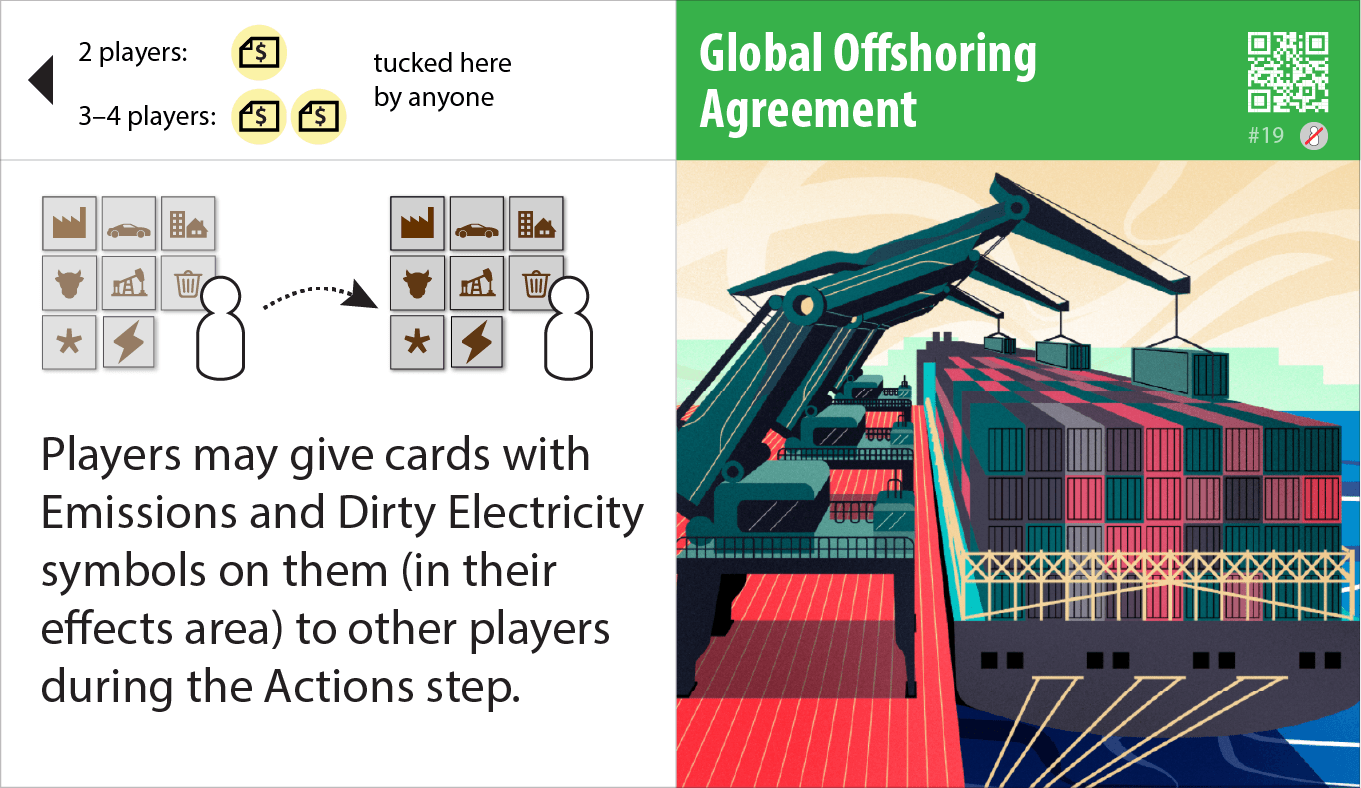 2 players:
$
3–4 players:
$ $
tucked here
by anyone
Global Offshoring
Agreement
#19
Players may give cards with
Emissions and Dirty Electricity
symbols on them (in their
effects area) to other players
during the Actions step.